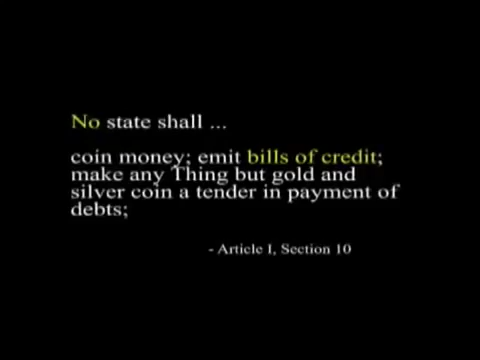 No state shall ...
coin money; emit bills of credit;
make any Thing but gold and
silver coin a tender in payment of
debts;
- Article I, Section 10